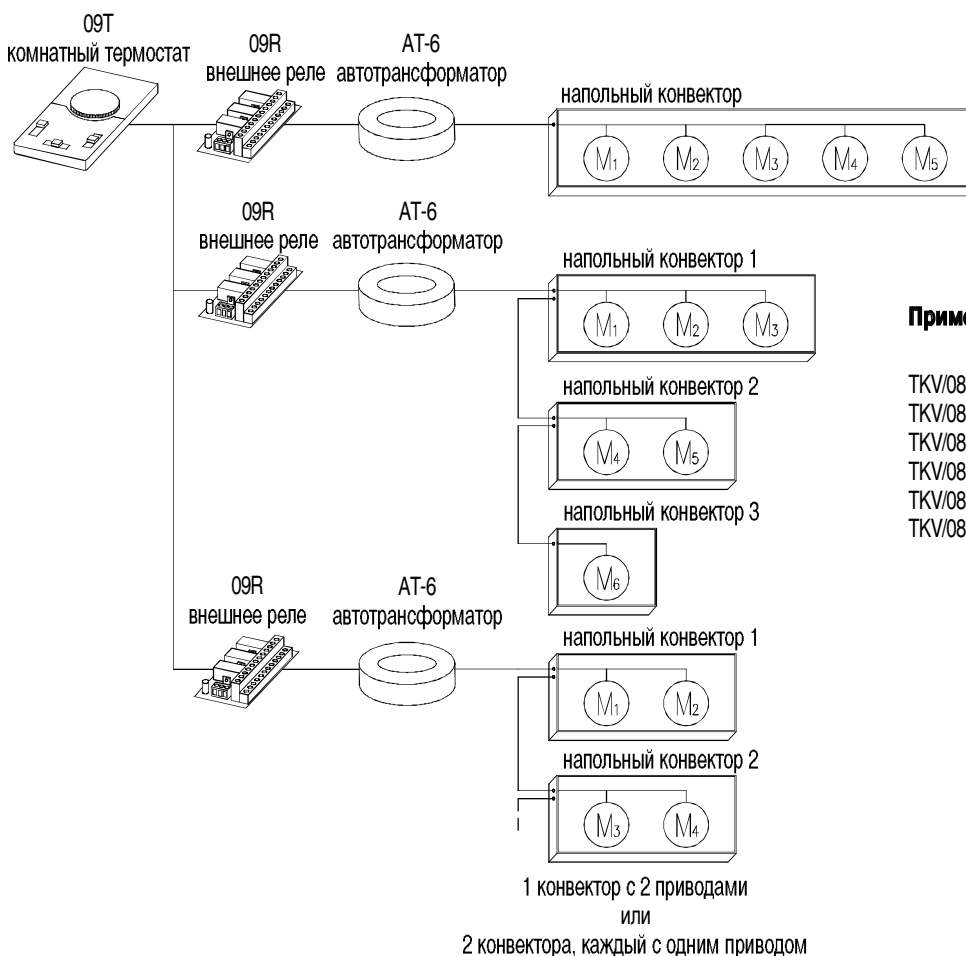 09T
комнатный термостат
09R
внешнее реле
AT-6
автотрансформатор
напольный конвектор
M1 M2 M3 M4 M5
09R
внешнее реле
AT-6
автотрансформатор
напольный конвектор 1
M1 M2 M3
напольный конвектор 2
M4 M5
напольный конвектор 3
M6
09R
внешнее реле
AT-6
автотрансформатор
напольный конвектор 1
M1 M2
напольный конвектор 2
M3 M4
1 конвектор с 2 приводами
или
2 конвектора, каждый с одним приводом
TKV/08
TKV/08
TKV/08
TKV/08
TKV/08
TKV/08